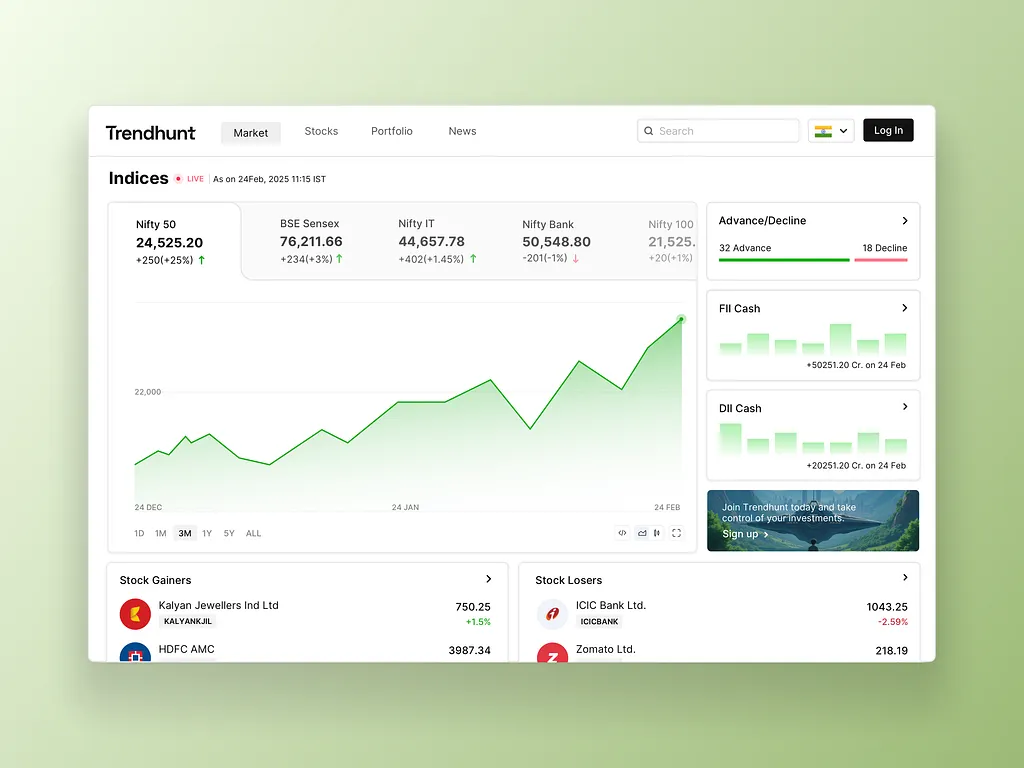 Trendhunt
Market
Stocks
Portfolio
News
Search
Log In
Indices
LIVE
As on 24Feb, 2025 11:15 IST
Nifty 50
24,525.20
+250(+25%) ↑
BSE Sensex
76,211.66
+234(+3%) ↑
Nifty IT
44,657.78
+402(+1.45%) ↑
Nifty Bank
50,548.80
-201(-1%) ↓
Nifty 100
21,525.
+20(+1%)
22,000
24 DEC
24 JAN
24 FEB
1D
1M
3M
1Y
5Y
ALL
Advance/Decline
32 Advance
18 Decline
FII Cash
+50251.20 Cr. on 24 Feb
DII Cash
+20251.20 Cr. on 24 Feb
Join Trendhunt today and take
control of your investments.
Sign up >
Stock Gainers
Kalyan Jewellers Ind Ltd
KALYANKJIL
750.25
+1.5%
HDFC AMC
3987.34
Stock Losers
ICIC Bank Ltd.
ICICBANK
1043.25
-2.59%
Zomato Ltd.
218.19